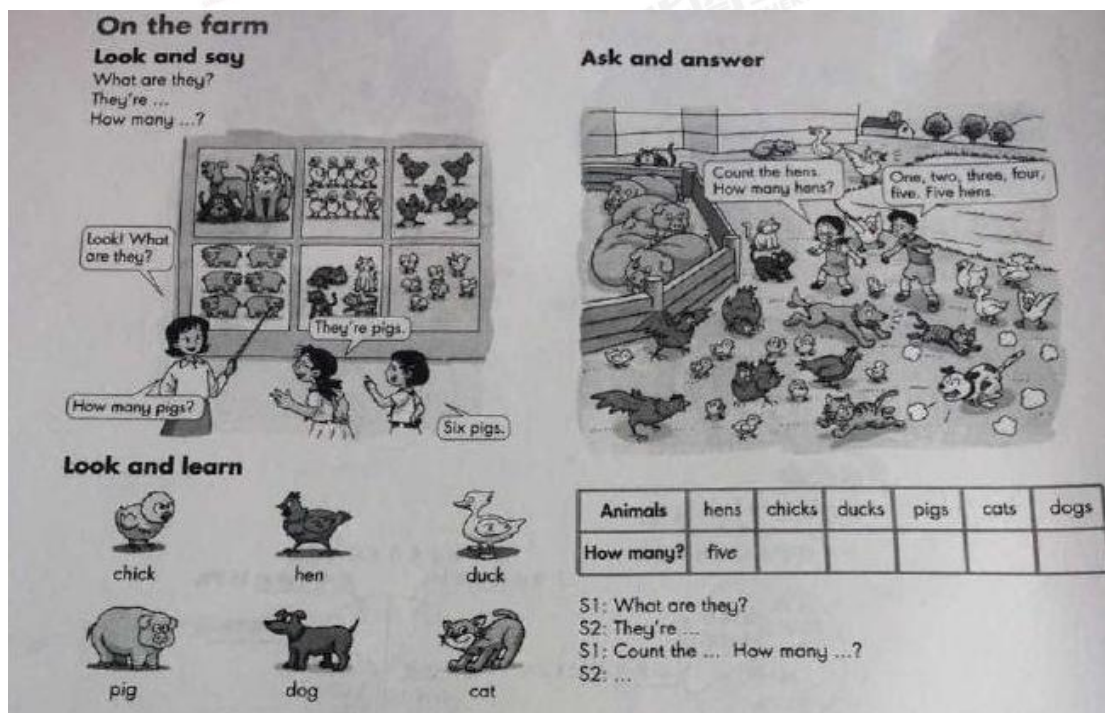 On the farm
Look and say
What are they?
They're ...
How many ...?
Look! What
are they?
They're pigs.
How many pigs?
Six pigs.
Look and learn
chick
hen
duck
pig
dog
cat
Ask and answer
Count the hens.
How many hens?
One, two, three, four,
five. Five hens.
Animals hens chicks ducks pigs cats dogs
How many? five
S1: What are they?
S2: They're ...
S1: Count the ... How many ...?
S2: ...